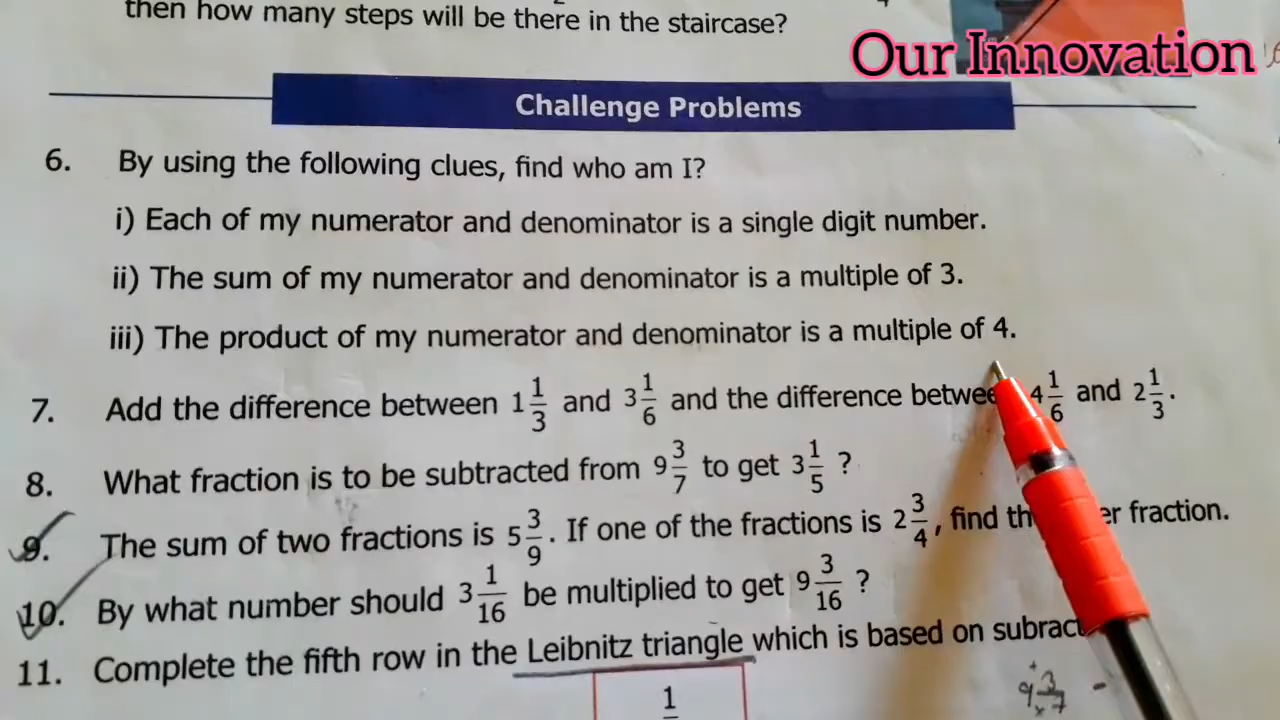 then how many steps will be there in the staircase?
Our Innovation
Challenge Problems
6. By using the following clues, find who am I?
i) Each of my numerator and denominator is a single digit number.
ii) The sum of my numerator and denominator is a multiple of 3.
iii) The product of my numerator and denominator is a multiple of 4.
7. Add the difference between 1 1/3 and 3 1/6 and the difference betwee 4 1/6 and 2 1/3.
8. What fraction is to be subtracted from 9 3/7 to get 3 1/5 ?
9. The sum of two fractions is 5 3/9. If one of the fractions is 2 3/4, find th er fraction.
10. By what number should 3 1/16 be multiplied to get 9 3/16 ?
11. Complete the fifth row in the Leibnitz triangle which is based on subract
1
9 3/7 -